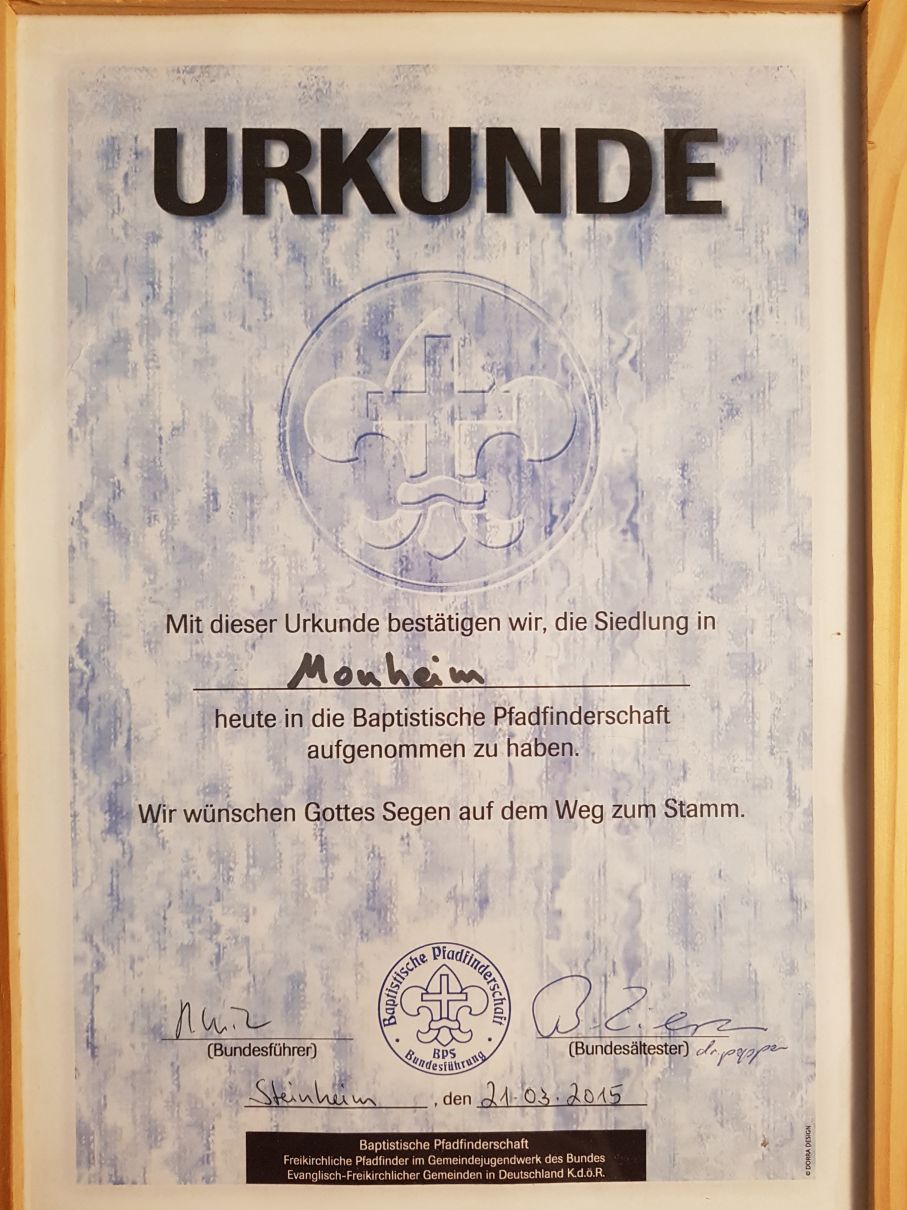 URKUNDE
Mit dieser Urkunde bestätigen wir, die Siedlung in
Monheim
heute in die Baptistische Pfadfinderschaft
aufgenommen zu haben.
Wir wünschen Gottes Segen auf dem Weg zum Stamm.
Baptistische Pfadfinderschaft
BPS
Bundesführung
(Bundesführer)
(Bundesältester)
Steinheim, den 21.03.2015
Baptistische Pfadfinderschaft
Freikirchliche Pfadfinder im Gemeindejugendwerk des Bundes
Evangelisch-Freikirchlicher Gemeinden in Deutschland K.d.ö.R.
© DORRA DESIGN